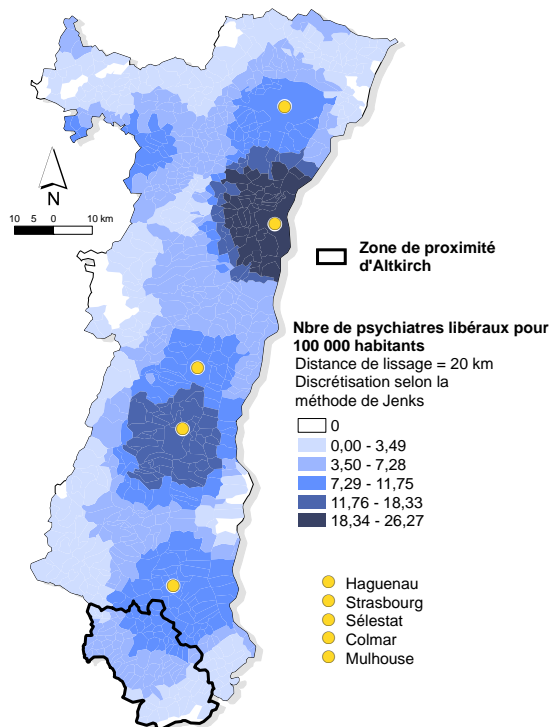 N
10 5 0 10 km
Zone de proximité
d'Altkirch
Nbre de psychiatres libéraux pour
100 000 habitants
Distance de lissage = 20 km
Discrétisation selon la
méthode de Jenks
0
0,00 - 3,49
3,50 - 7,28
7,29 - 11,75
11,76 - 18,33
18,34 - 26,27
Haguenau
Strasbourg
Sélestat
Colmar
Mulhouse